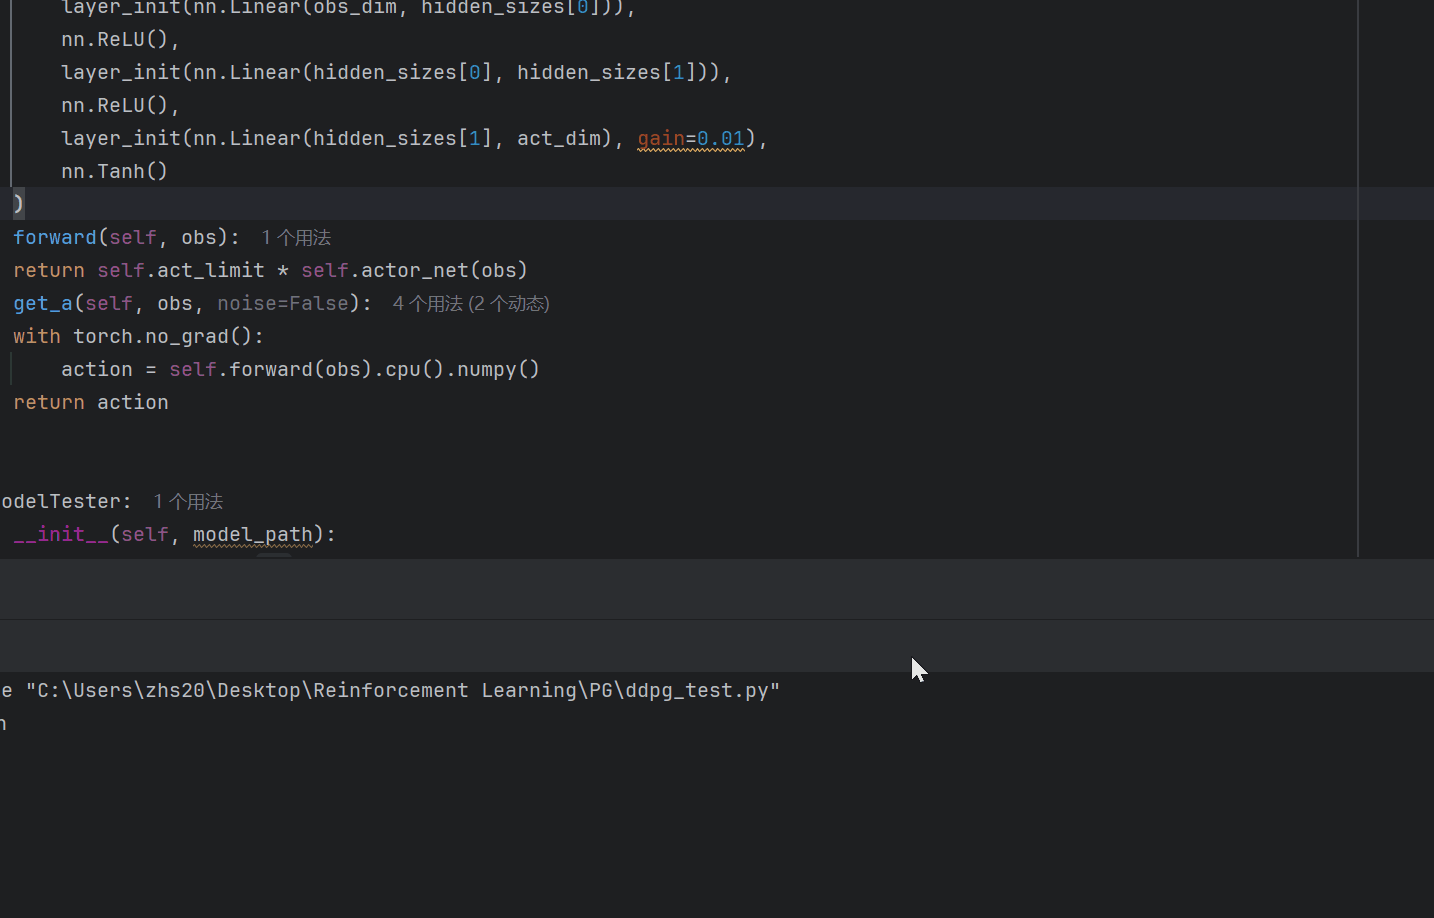 layer_init(nn.Linear(obs_dim, hidden_sizes[0])),
nn.ReLU(),
layer_init(nn.Linear(hidden_sizes[0], hidden_sizes[1])),
nn.ReLU(),
layer_init(nn.Linear(hidden_sizes[1], act_dim), gain=0.01),
nn.Tanh()
)
forward(self, obs): 1 个用法
return self.act_limit * self.actor_net(obs)
get_a(self, obs, noise=False): 4 个用法 (2 个动态)
with torch.no_grad():
action = self.forward(obs).cpu().numpy()
return action
odelTester: 1 个用法
__init__(self, model_path):
e "C:\Users\zhs20\Desktop\Reinforcement Learning\PG\ddpg_test.py"
n